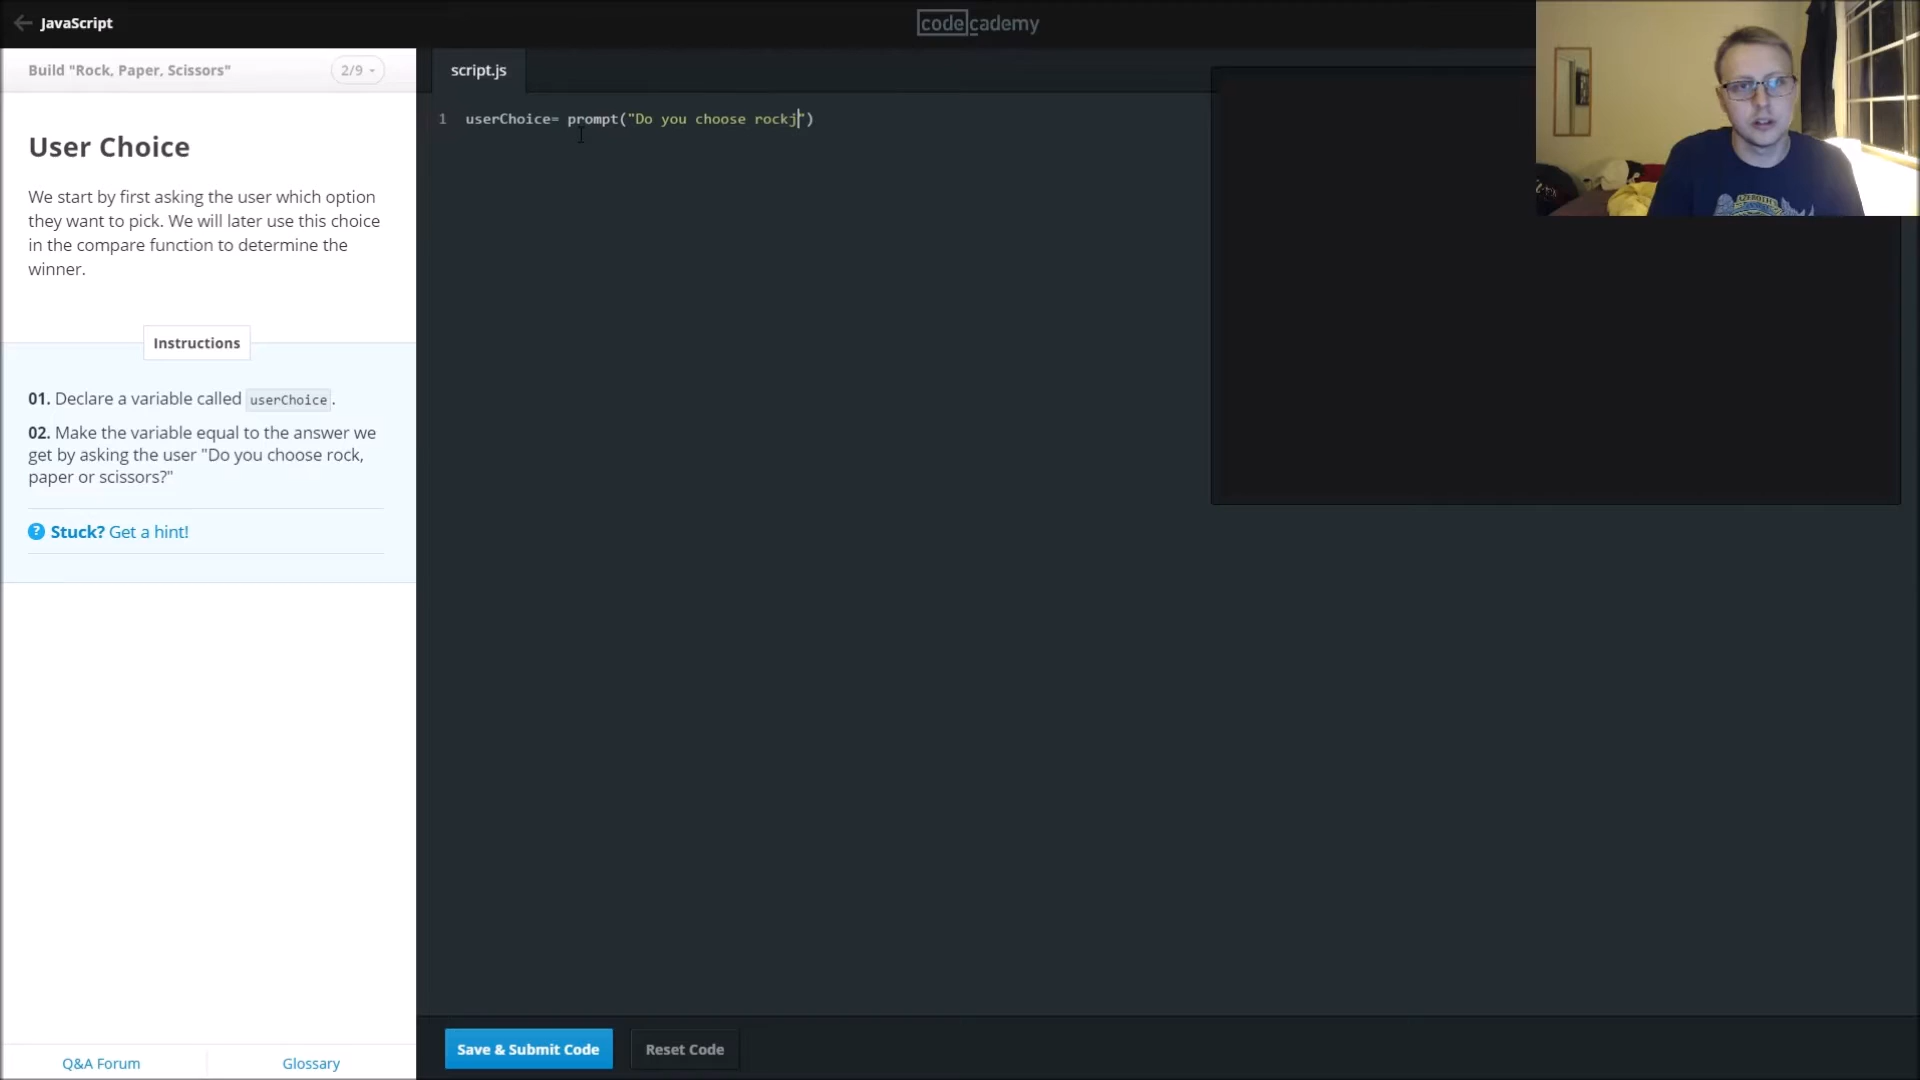 JavaScript
codecademy
Build "Rock, Paper, Scissors"
2/9
script.js
1 userChoice= prompt("Do you choose rockj")
User Choice
We start by first asking the user which option
they want to pick. We will later use this choice
in the compare function to determine the
winner.
Instructions
01. Declare a variable called userChoice.
02. Make the variable equal to the answer we
get by asking the user "Do you choose rock,
paper or scissors?"
? Stuck? Get a hint!
Q&A Forum
Glossary
Save & Submit Code
Reset Code